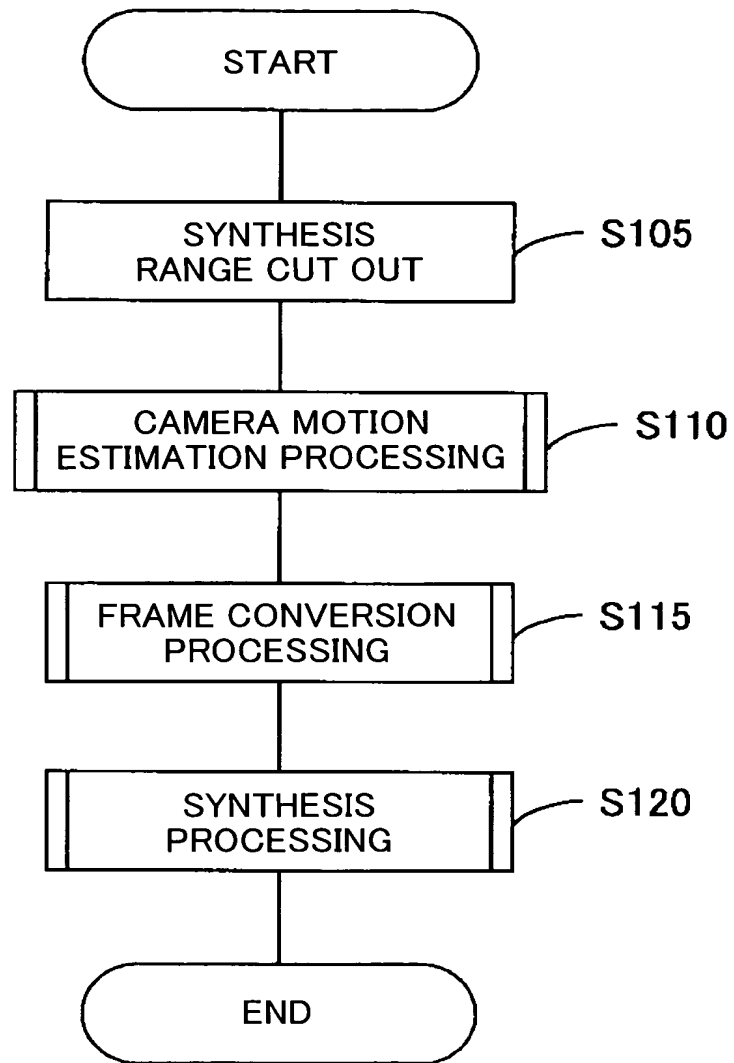 START
SYNTHESIS
RANGE CUT OUT
S105
CAMERA MOTION
ESTIMATION PROCESSING
S110
FRAME CONVERSION
PROCESSING
S115
SYNTHESIS
PROCESSING
S120
END